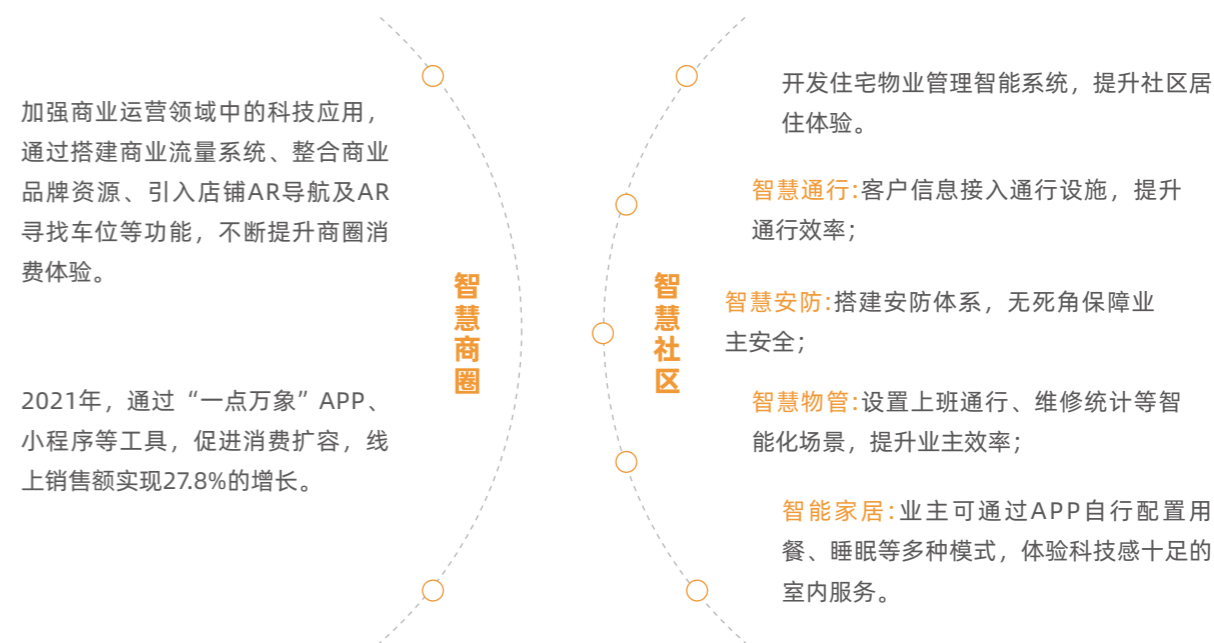 加强商业运营领域中的科技应用，
通过搭建商业流量系统、整合商业
品牌资源、引入店铺AR导航及AR
寻找车位等功能，不断提升商圈消
费体验。
2021年，通过“一点万象”APP、
小程序等工具，促进消费扩容，线
上销售额实现27.8%的增长。
智慧商圈
智慧社区
开发住宅物业管理智能系统，提升社区居
住体验。
智慧通行:客户信息接入通行设施，提升
通行效率；
智慧安防:搭建安防体系，无死角保障业
主安全；
智慧物管:设置上班通行、维修统计等智
能化场景，提升业主效率；
智能家居:业主可通过APP自行配置用
餐、睡眠等多种模式，体验科技感十足的
室内服务。